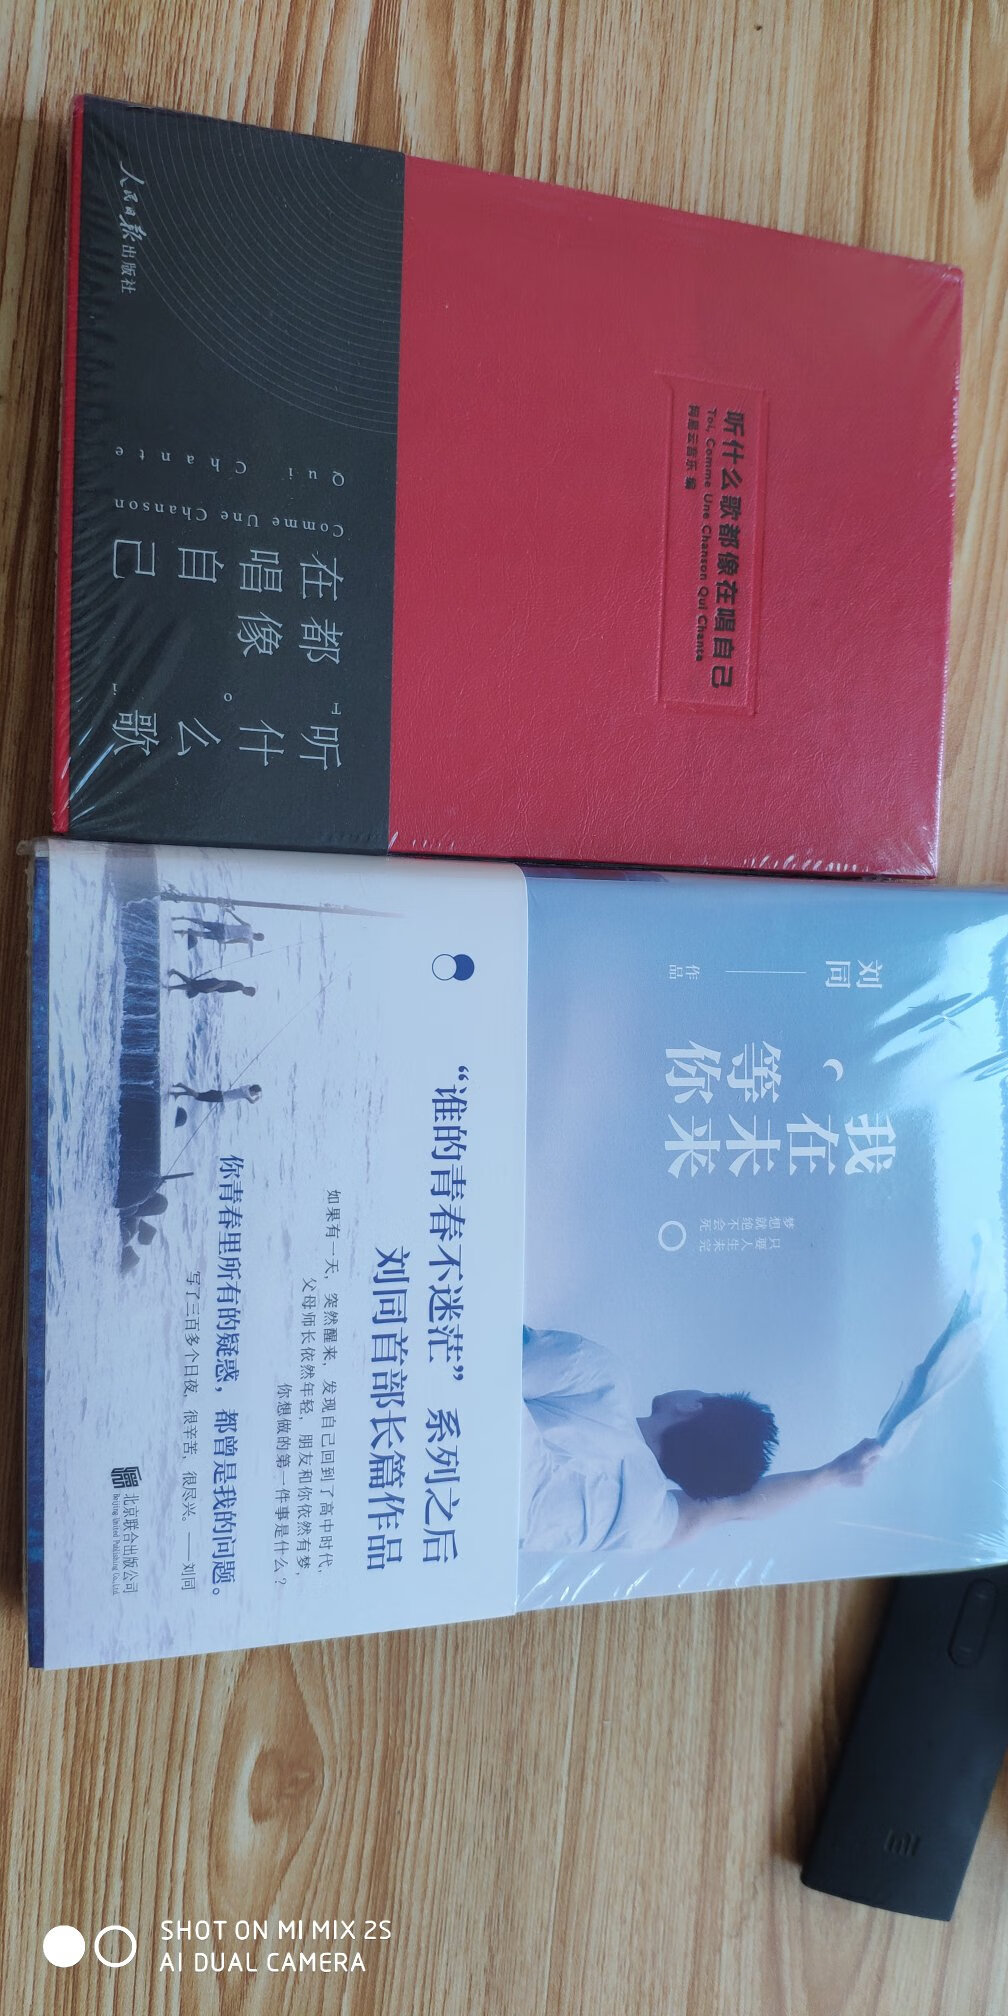 听什么歌都像在唱自己
Toi, Comme Une Chanson Qui Chante
网易云音乐 编
听什么歌
都像
在唱自己
Toi
Comme Une Chanson
Qui Chante
人民日报出版社
刘同
作品
我在未来
等你
只要人生未完
梦想就绝不会死
“谁的青春不迷茫”系列之后
刘同首部长篇作品
如果有一天，突然醒来，发现自己回到了高中时代，
父母师长依然年轻，朋友和你依然有梦，
你想做的第一件事是什么？
你青春里所有的疑惑，都曾是我的问题。
写了三百多个日夜，很辛苦，很尽兴。——刘同
北京联合出版公司
Beijing United Publishing Co.,Ltd.
mi
SHOT ON MI MIX 2S
AI DUAL CAMERA